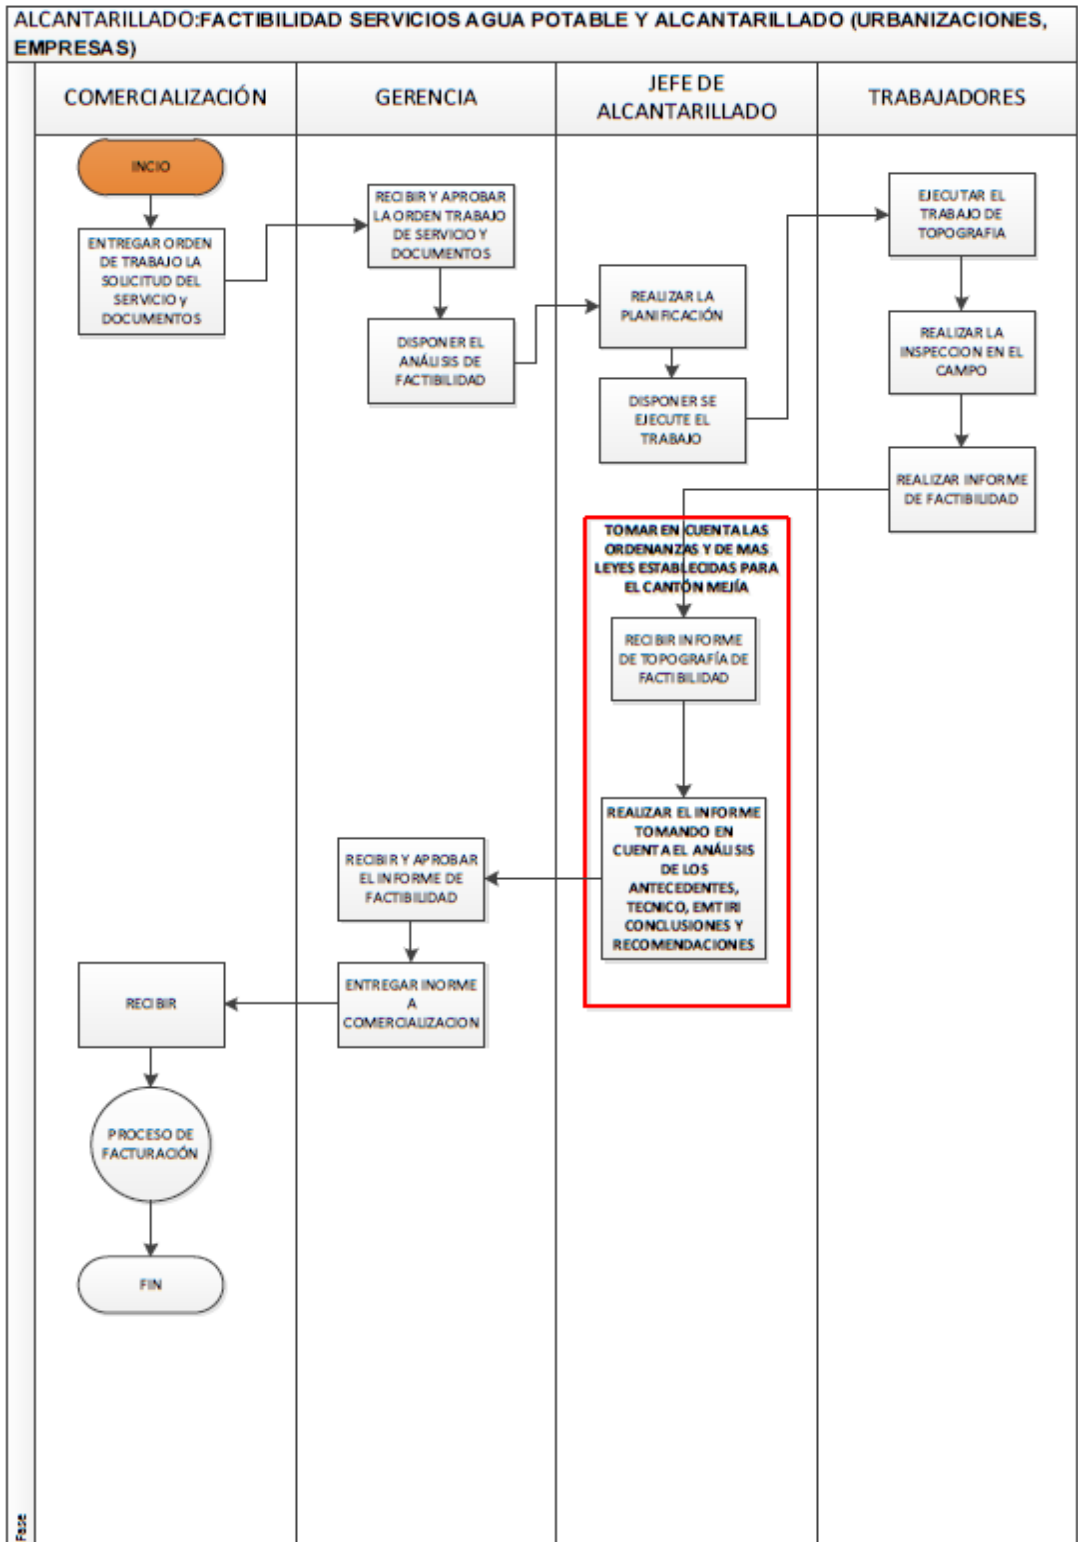 ALCANTARILLADO:FACTIBILIDAD SERVICIOS AGUA POTABLE Y ALCANTARILLADO (URBANIZACIONES,
EMPRESAS)
COMERCIALIZACIÓN
GERENCIA
JEFE DE
ALCANTARILLADO
TRABAJADORES
INCIO
ENTREGAR ORDEN
DE TRABAJO LA
SOLICITUD DEL
SERVICIO y
DOCUMENTOS
RECIBIR Y APROBAR
LA ORDEN TRABAJO
DE SERVICIO Y
DOCUMENTOS
DISPONER EL
ANÁLISIS DE
FACTIBILIDAD
REALIZAR LA
PLANIFICACIÓN
DISPONER SE
EJECUTE EL
TRABAJO
EJECUTAR EL
TRABAJO DE
TOPOGRAFIA
REALIZAR LA
INSPECCION EN EL
CAMPO
REALIZAR INFORME
DE FACTIBILIDAD
TOMAR EN CUENTA LAS
ORDENANZAS Y DE MAS
LEYES ESTABLECIDAS PARA
EL CANTÓN MEJÍA
RECIBIR INFORME
DE TOPOGRAFÍA DE
FACTIBILIDAD
REALIZAR EL INFORME
TOMANDO EN
CUENTA EL ANÁLISIS
DE LOS
ANTECEDENTES,
TECNICO, EMTIRI
CONCLUSIONES Y
RECOMENDACIONES
RECIBIR Y APROBAR
EL INFORME DE
FACTIBILIDAD
ENTREGAR INORME
A
COMERCIALIZACION
RECIBIR
PROCESO DE
FACTURACIÓN
FIN
Fase